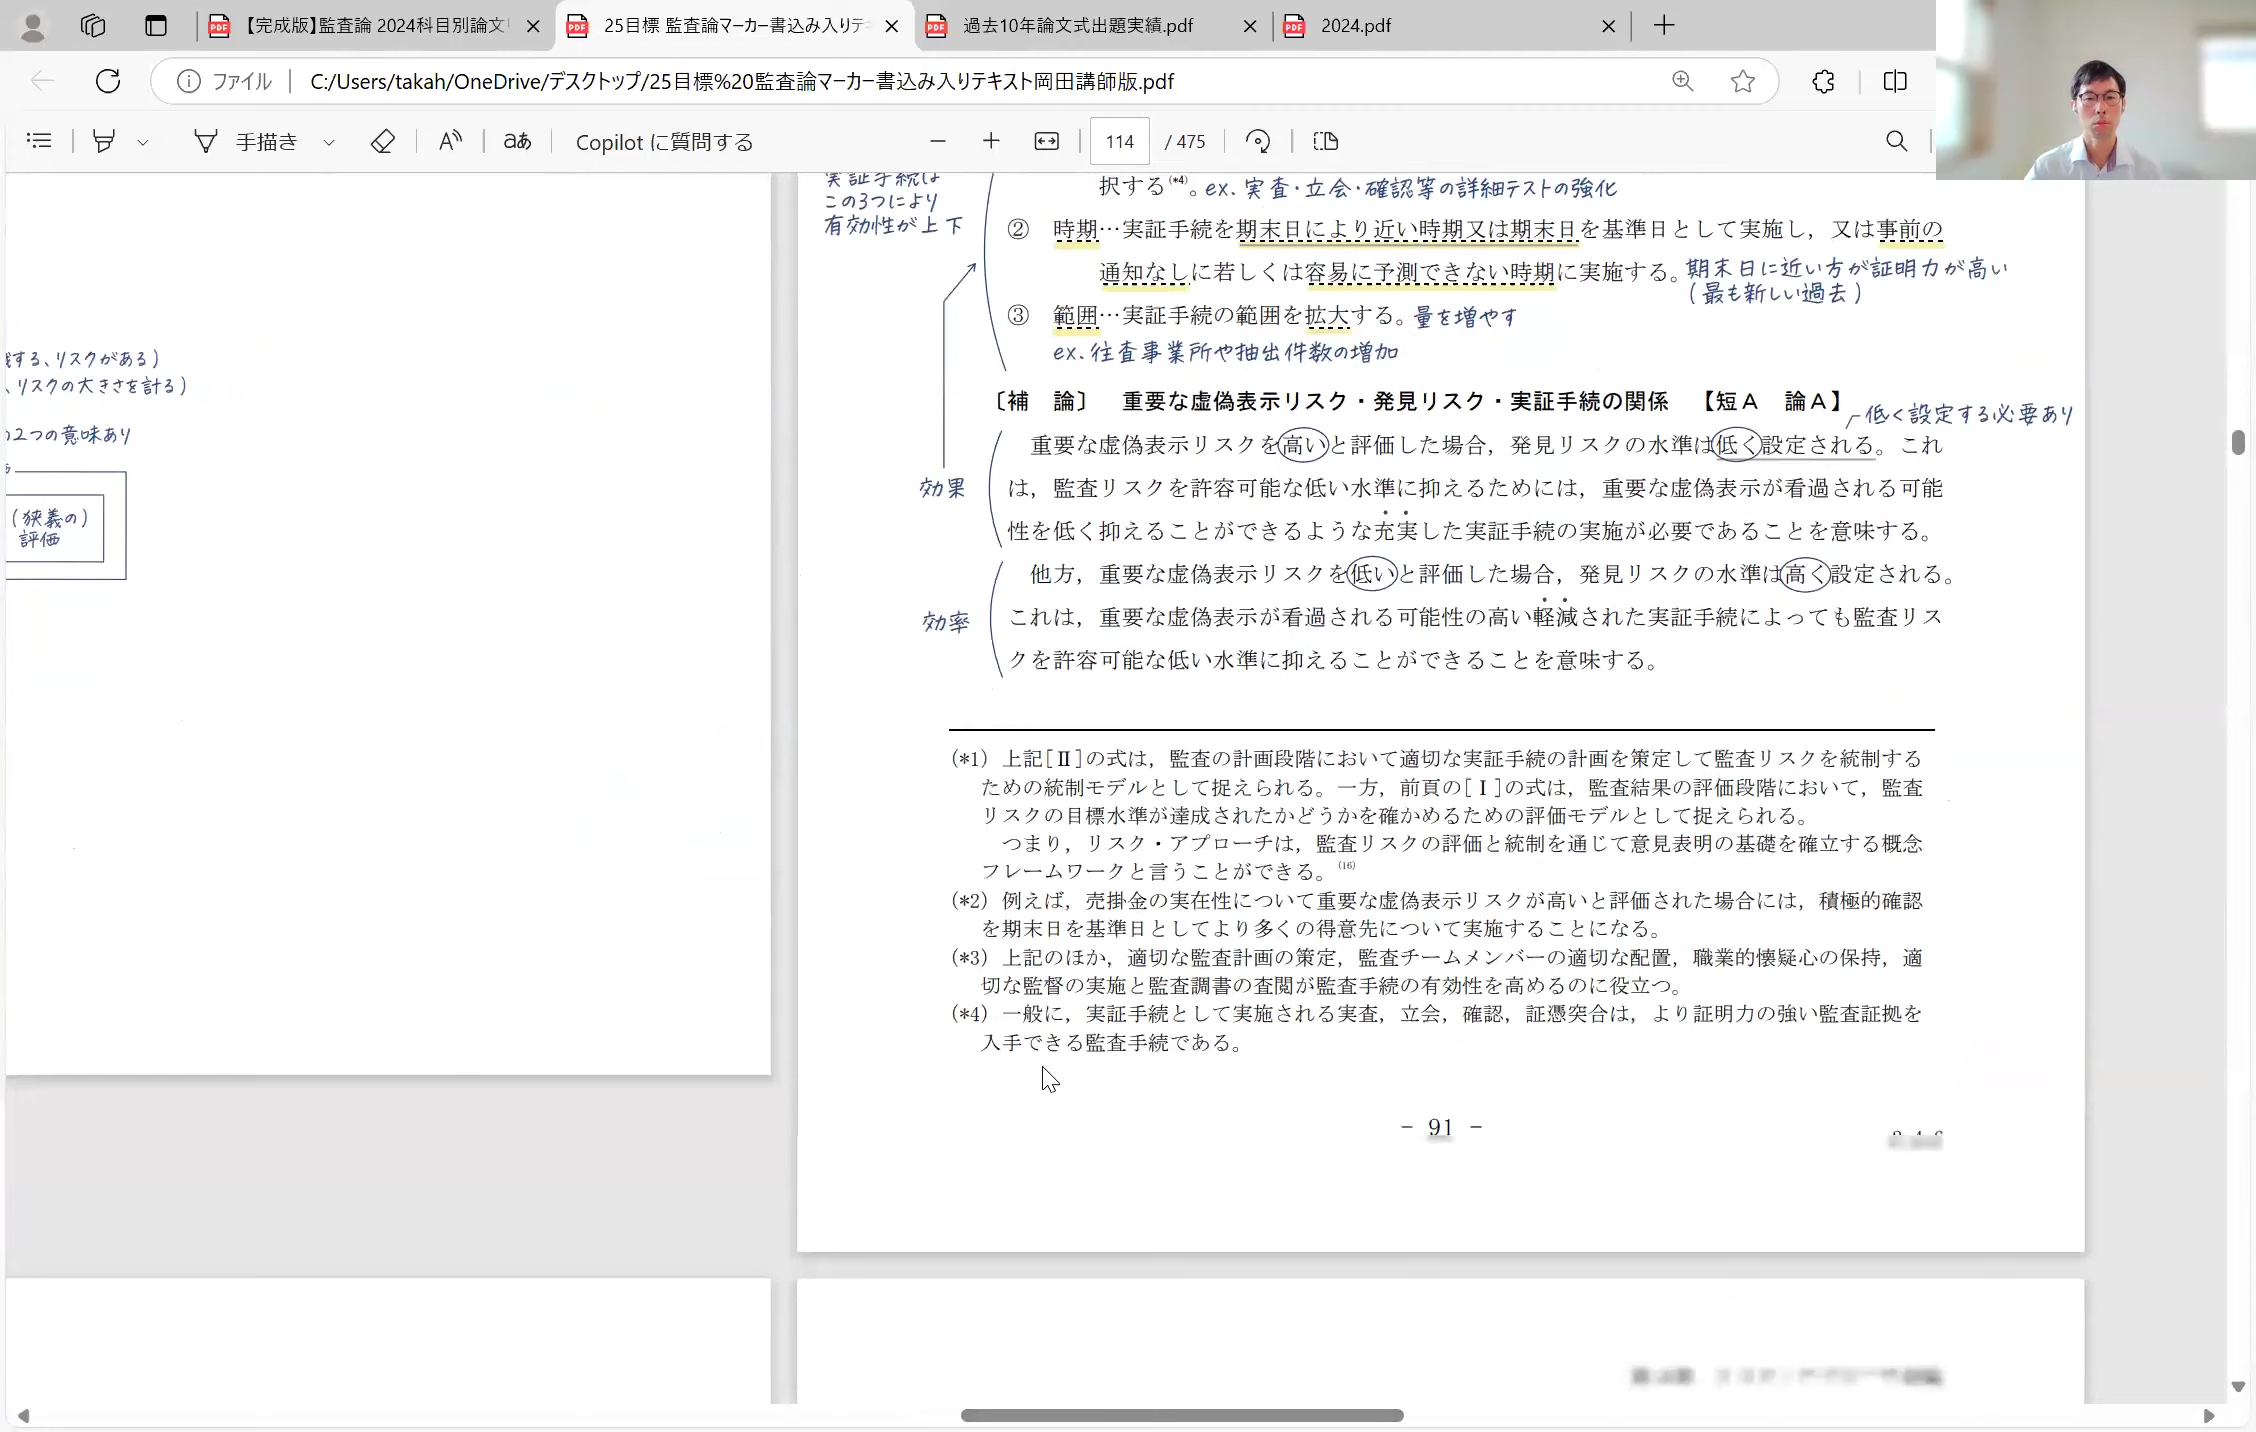 【完成版】監査論 2024科目別論文
25目標 監査論マーカー書込み入りテ
過去10年論文式出題実績.pdf
2024.pdf
ファイル
C:/Users/takah/OneDrive/デスクトップ/25目標%20監査論マーカー書込み入りテキスト岡田講師版.pdf
手描き
aあ
Copilot に質問する
114
/ 475
実証手続は
この3つにより
有効性が上下
択する(*4)。ex. 実査・立会・確認等の詳細テストの強化
② 時期…実証手続を期末日により近い時期又は期末日を基準日として実施し，又は事前の
通知なしに若しくは容易に予測できない時期に実施する。期末日に近い方が証明力が高い
(最も新しい過去)
③ 範囲…実証手続の範囲を拡大する。量を増やす
ex. 往査事業所や抽出件数の増加
する、リスクがある)
、リスクの大きさを計る)
2つの意味あり
(狭義の)
評価
〔補　論〕　重要な虚偽表示リスク・発見リスク・実証手続の関係　【短Ａ　論Ａ】
低く設定する必要あり
重要な虚偽表示リスクを高いと評価した場合，発見リスクの水準は低く設定される。これ
効果
は，監査リスクを許容可能な低い水準に抑えるためには，重要な虚偽表示が看過される可能
性を低く抑えることができるような充実した実証手続の実施が必要であることを意味する。
他方，重要な虚偽表示リスクを低いと評価した場合，発見リスクの水準は高く設定される。
効率
これは，重要な虚偽表示が看過される可能性の高い軽減された実証手続によっても監査リス
クを許容可能な低い水準に抑えることができることを意味する。
(*1) 上記[Ⅱ]の式は，監査の計画段階において適切な実証手続の計画を策定して監査リスクを統制する
ための統制モデルとして捉えられる。一方，前頁の[Ⅰ]の式は，監査結果の評価段階において，監査
リスクの目標水準が達成されたかどうかを確かめるための評価モデルとして捉えられる。
つまり，リスク・アプローチは，監査リスクの評価と統制を通じて意見表明の基礎を確立する概念
フレームワークと言うことができる。(16)
(*2) 例えば，売掛金の実在性について重要な虚偽表示リスクが高いと評価された場合には，積極的確認
を期末日を基準日としてより多くの得意先について実施することになる。
(*3) 上記のほか，適切な監査計画の策定，監査チームメンバーの適切な配置，職業的懐疑心の保持，適
切な監督の実施と監査調書の査閲が監査手続の有効性を高めるのに役立つ。
(*4) 一般に，実証手続として実施される実査，立会，確認，証憑突合は，より証明力の強い監査証拠を
入手できる監査手続である。
- 91 -